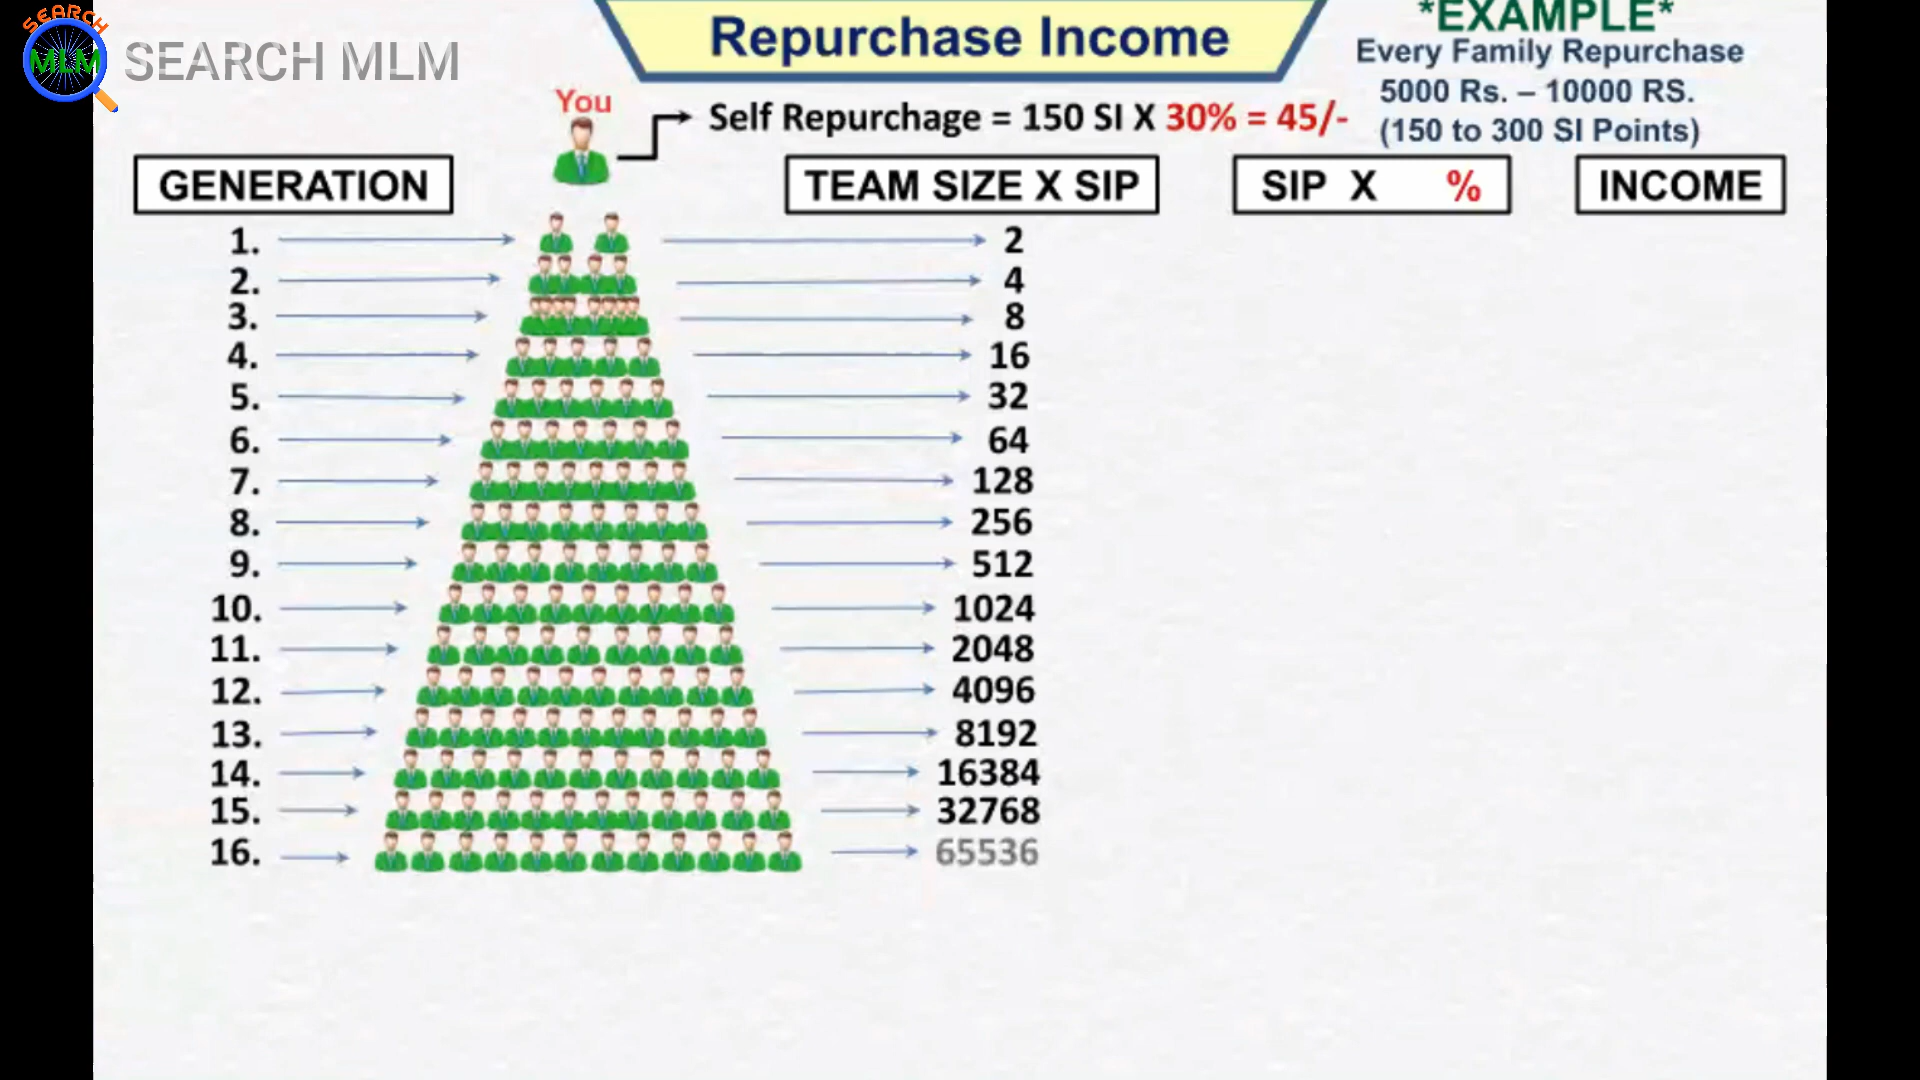 SEARCH
MLM
SEARCH MLM
Repurchase Income
*EXAMPLE*
Every Family Repurchase
5000 Rs. – 10000 RS.
(150 to 300 SI Points)
You
Self Repurchage = 150 SI X 30% = 45/-
GENERATION
TEAM SIZE X SIP
SIP X %
INCOME
1. 2
2. 4
3. 8
4. 16
5. 32
6. 64
7. 128
8. 256
9. 512
10. 1024
11. 2048
12. 4096
13. 8192
14. 16384
15. 32768
16. 65536